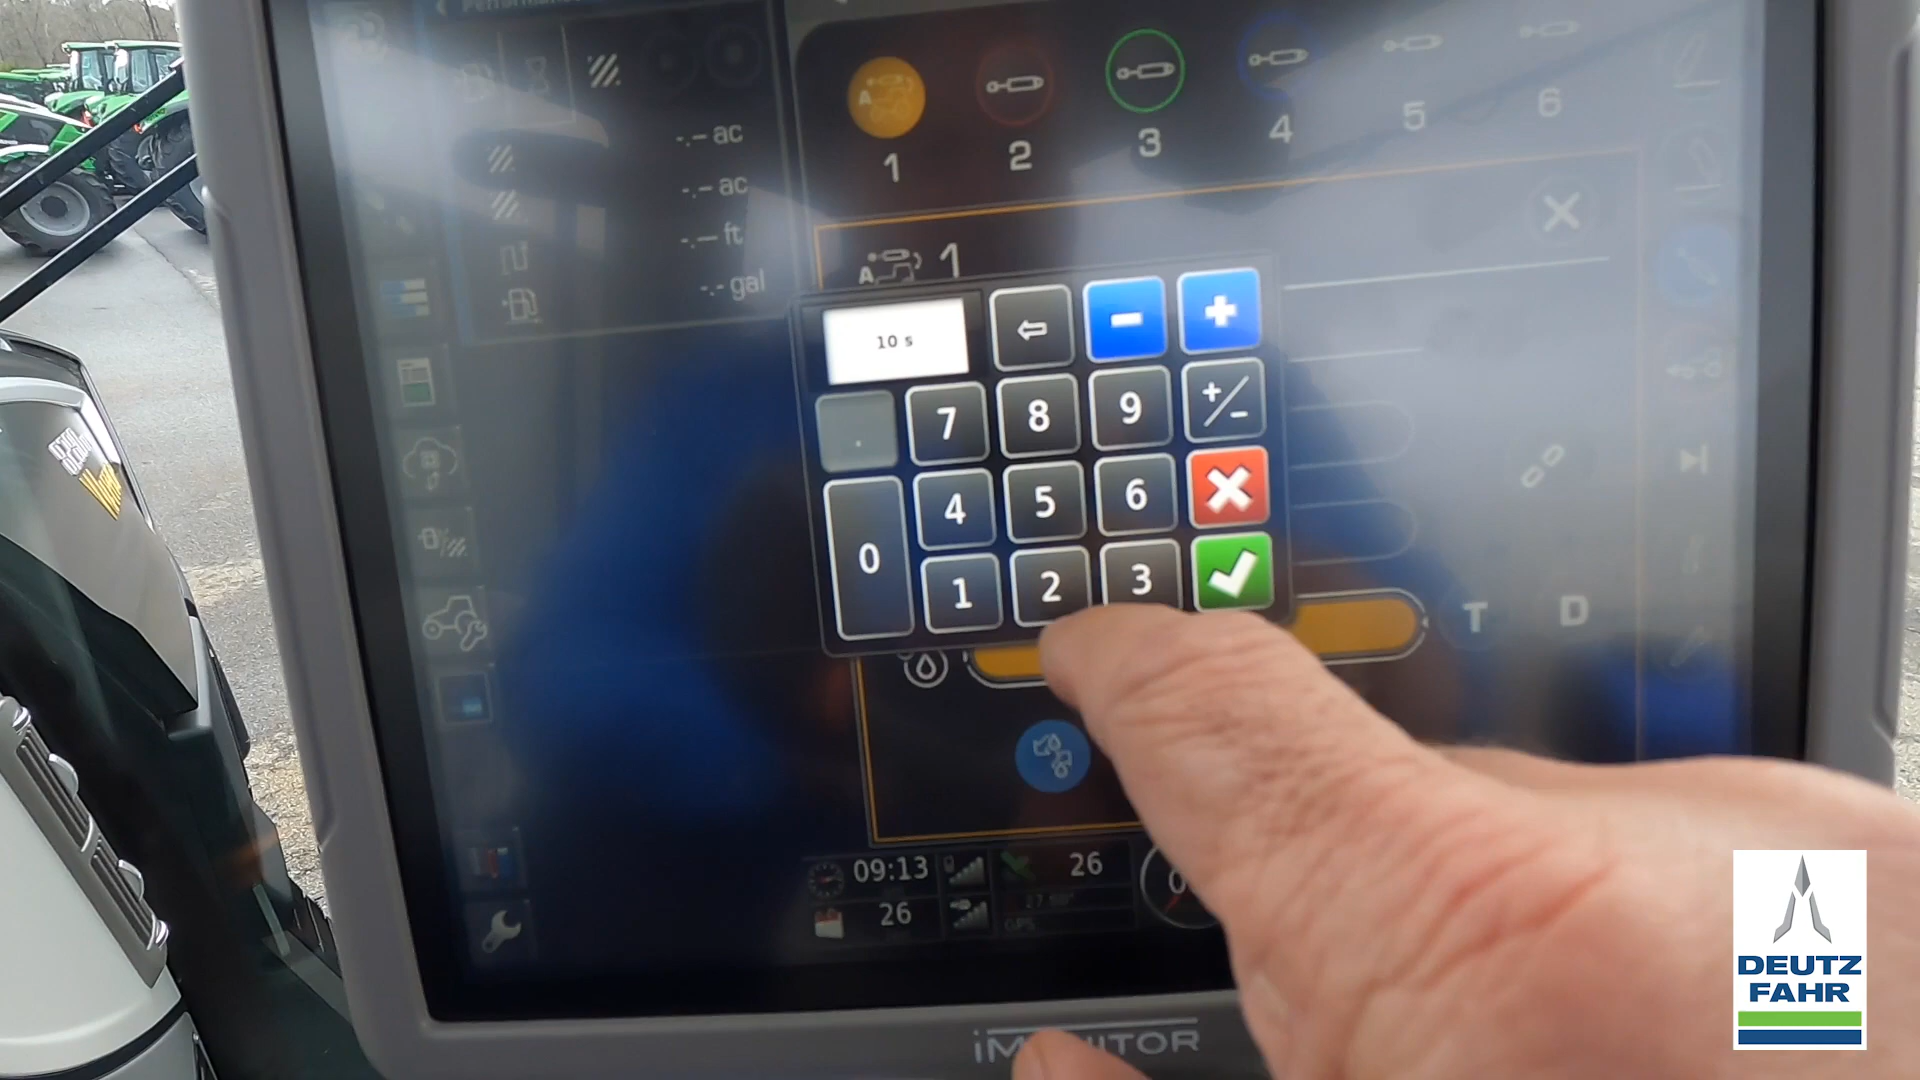 1
2
3
4
5
6
-.– ac
-.– ac
-.– ft
-.- gal
A
1
10 s
7
8
9
+/-
4
5
6
0
1
2
3
T
D
09:13
26
26
iMONITOR
DEUTZ
FAHR